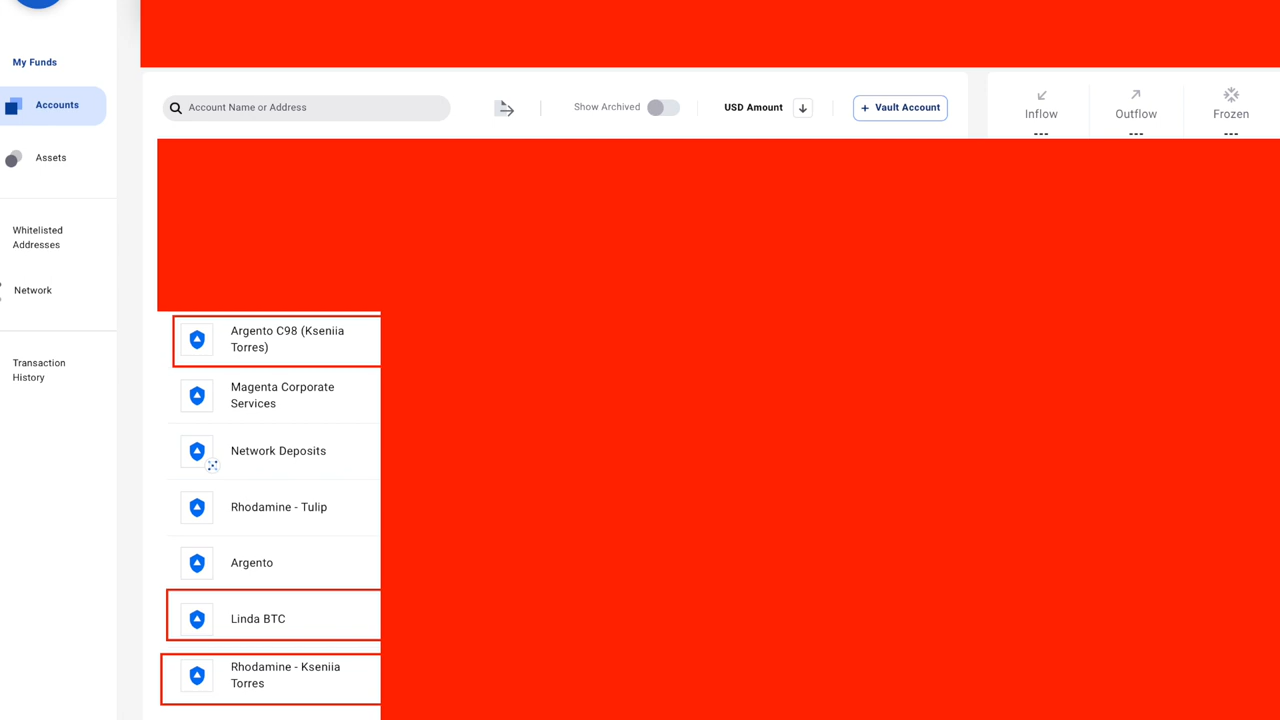 My Funds
Accounts
Assets
Whitelisted
Addresses
Network
Transaction
History
Account Name or Address
Show Archived
USD Amount
+ Vault Account
Inflow
---
Outflow
---
Frozen
---
Argento C98 (Kseniia
Torres)
Magenta Corporate
Services
Network Deposits
Rhodamine - Tulip
Argento
Linda BTC
Rhodamine - Kseniia
Torres